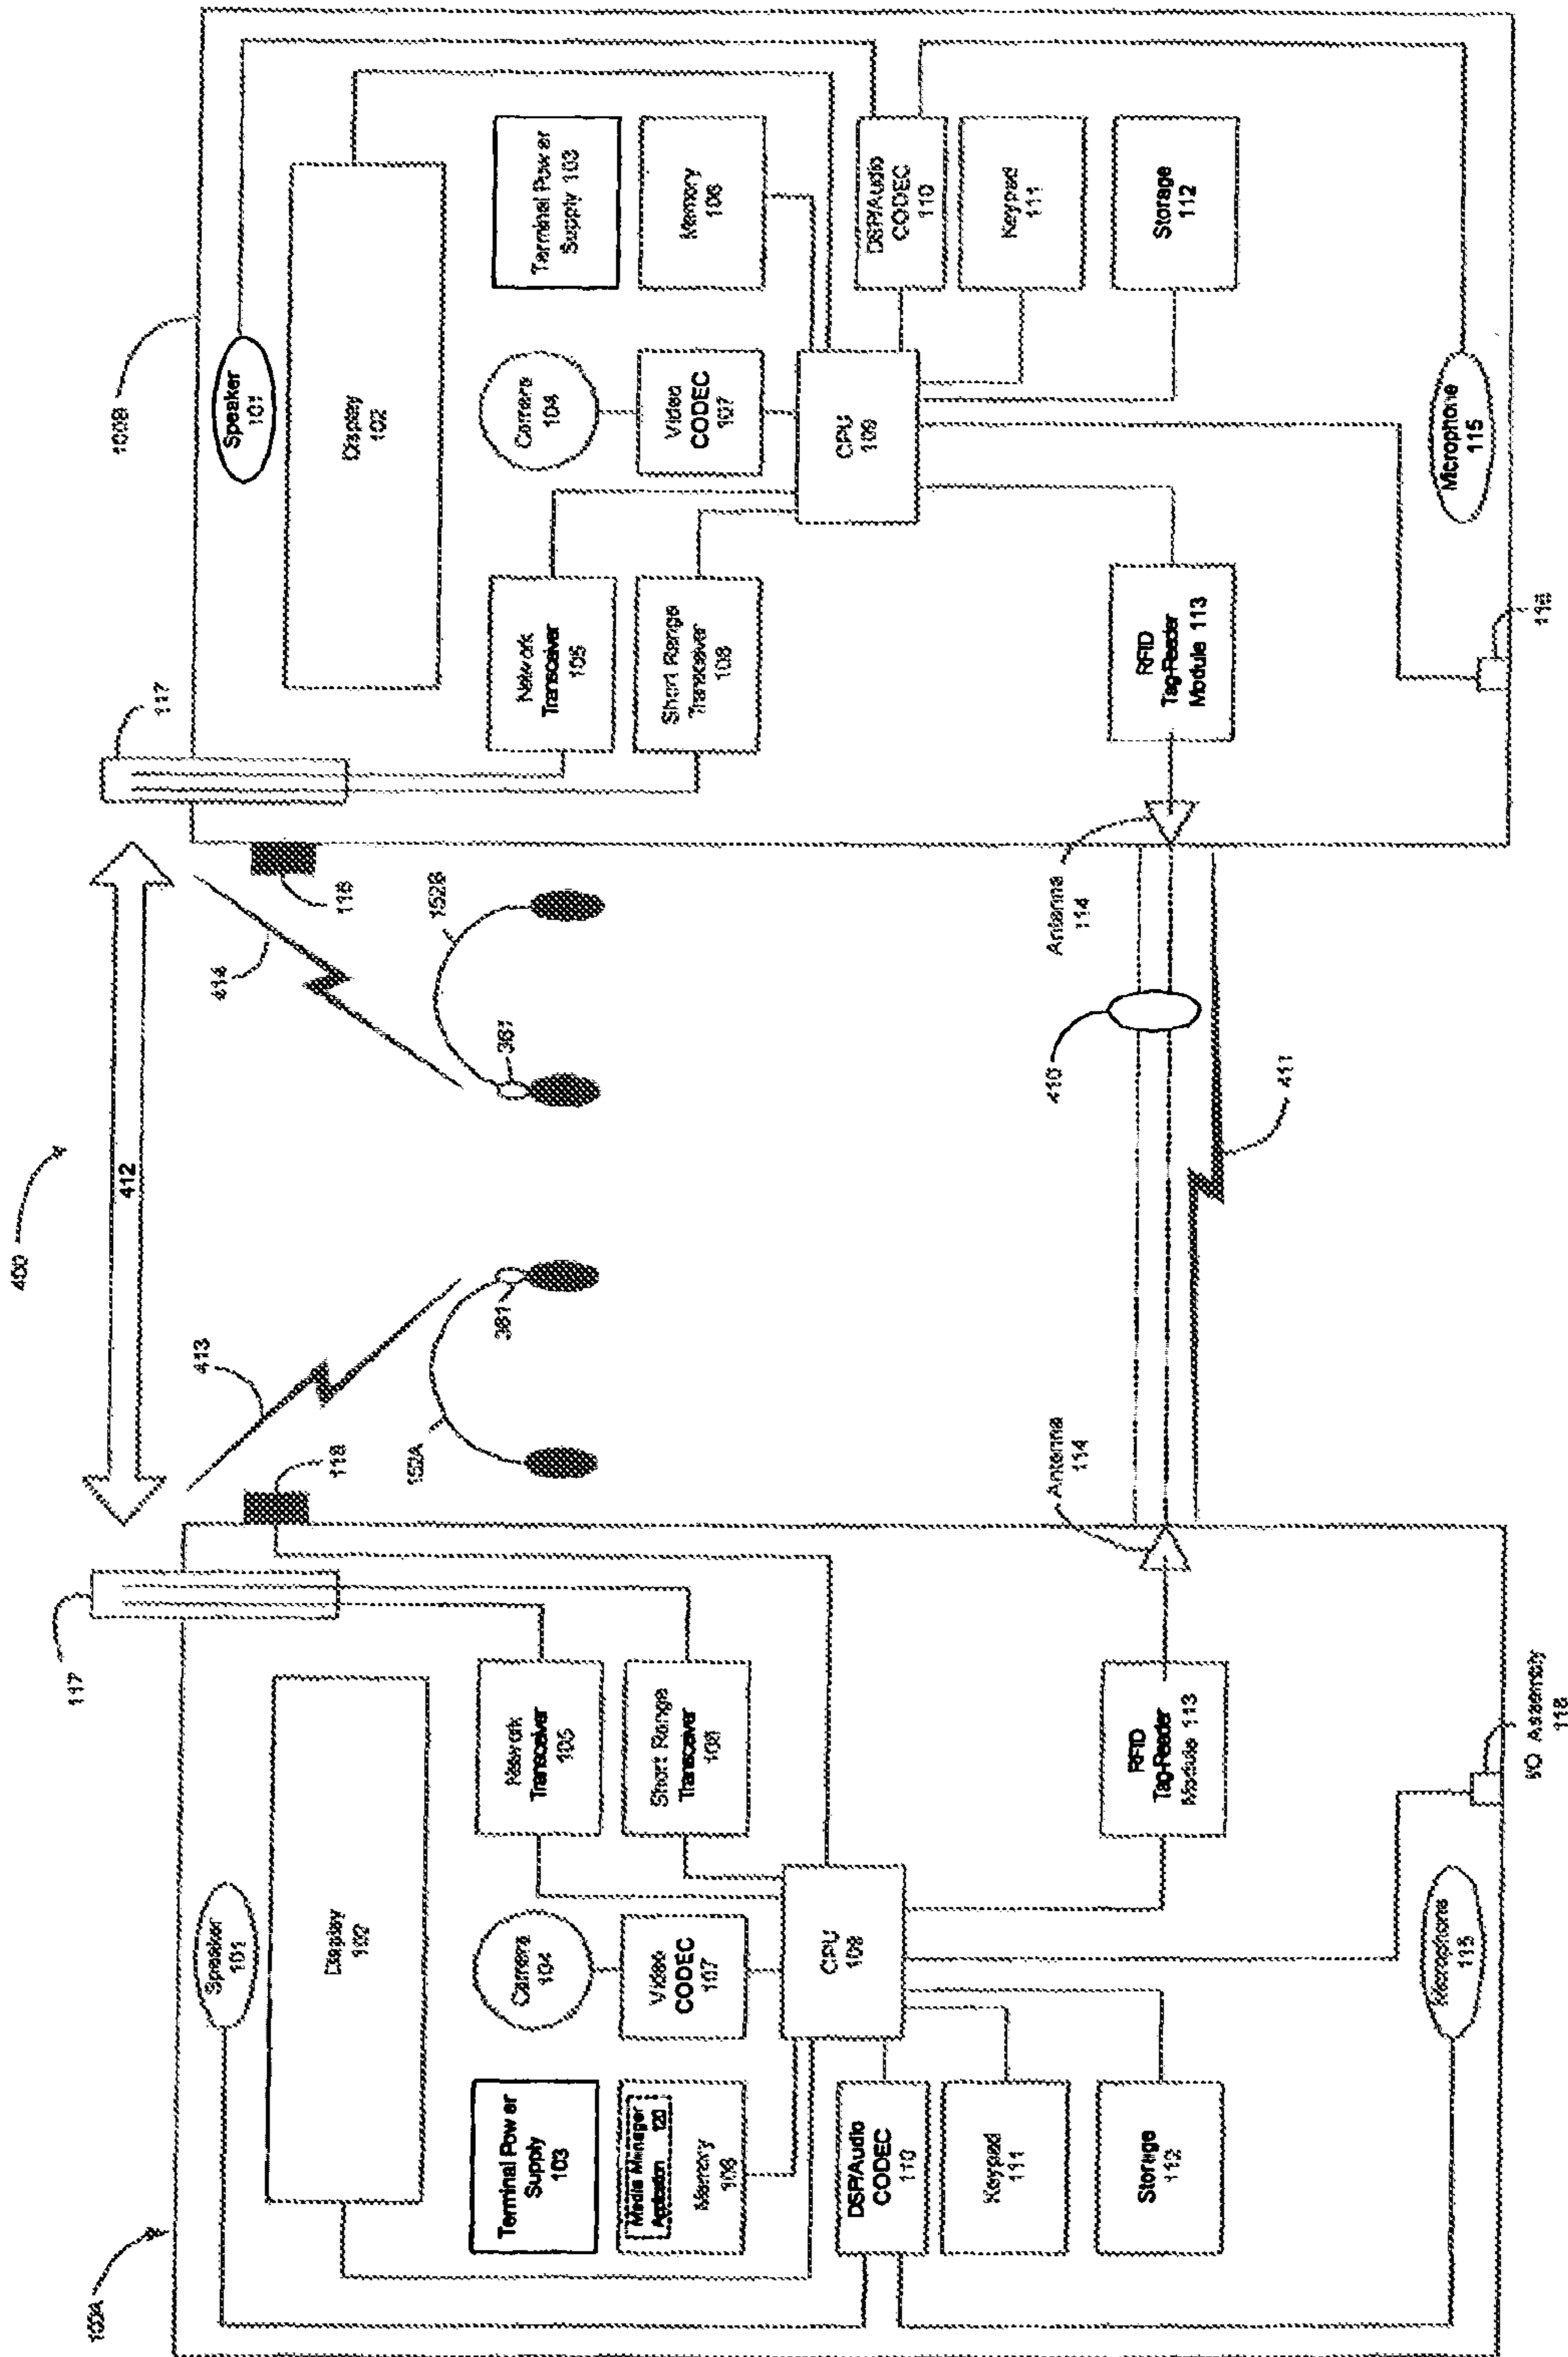 400
412
100A
117
Speaker
101
Display
102
Terminal Power
Supply
103
Camera
104
Network
Transceiver
105
Media Manager
Application 120
Memory
106
Video
CODEC
107
Short Range
Transceiver
108
CPU
109
DSP/Audio
CODEC
110
Keypad
111
Storage
112
RFID
Tag-Reader
Module 113
Antenna
114
Microphone
115
I/O Assembly
116
413
152A
361
414
152B
361
410
411
117
100B
Speaker
101
Display
102
Network
Transceiver
105
Camera
104
Terminal Power
Supply 103
Short Range
Transceiver
108
Video
CODEC
107
Memory
106
CPU
109
DSP/Audio
CODEC
110
Keypad
111
Storage
112
RFID
Tag-Reader
Module 113
Antenna
114
Microphone
115
116